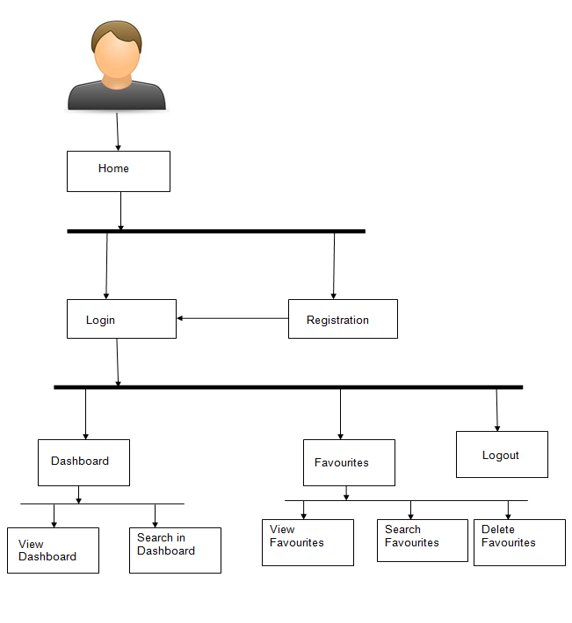 Home
Login
Registration
Dashboard
Favourites
Logout
View
Dashboard
Search in
Dashboard
View
Favourites
Search
Favourites
Delete
Favourites